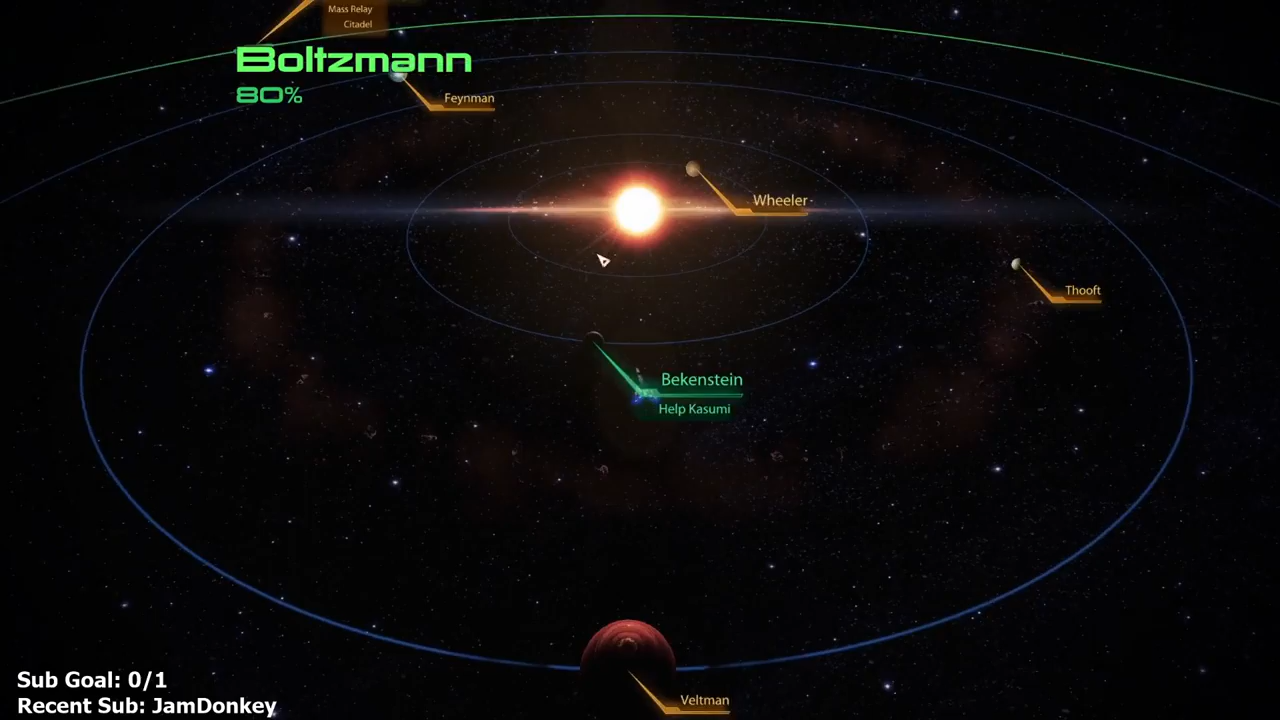 Mass Relay
Citadel
Boltzmann
80%
Feynman
Wheeler
Thooft
Bekenstein
Help Kasumi
Veltman
Sub Goal: 0/1
Recent Sub: JamDonkey